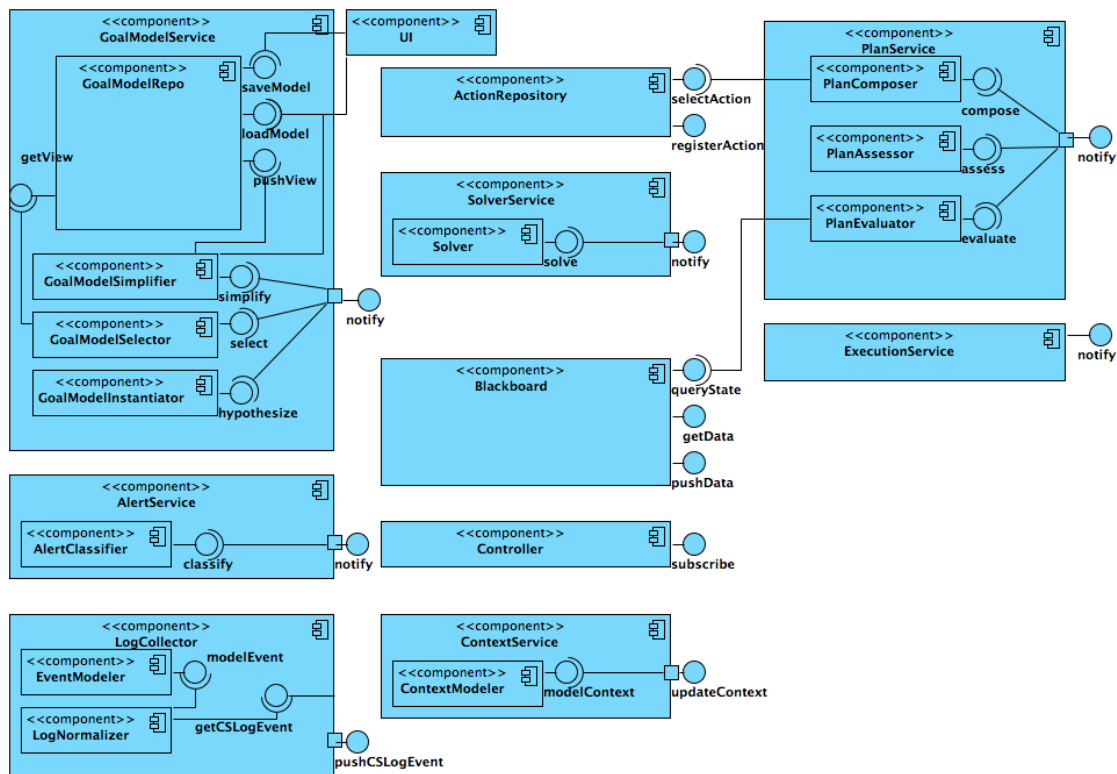 <<component>>
GoalModelService
<<component>>
GoalModelRepo
saveModel
loadModel
pushView
getView
<<component>>
GoalModelSimplifier
simplify
<<component>>
GoalModelSelector
select
<<component>>
GoalModelInstantiator
hypothesize
notify
<<component>>
UI
<<component>>
ActionRepository
selectAction
registerAction
<<component>>
SolverService
<<component>>
Solver
solve
notify
<<component>>
Blackboard
queryState
getData
pushData
<<component>>
PlanService
<<component>>
PlanComposer
compose
<<component>>
PlanAssessor
assess
<<component>>
PlanEvaluator
evaluate
notify
<<component>>
ExecutionService
notify
<<component>>
AlertService
<<component>>
AlertClassifier
classify
notify
<<component>>
Controller
subscribe
<<component>>
LogCollector
<<component>>
EventModeler
modelEvent
<<component>>
LogNormalizer
getCSLogEvent
pushCSLogEvent
<<component>>
ContextService
<<component>>
ContextModeler
modelContext
updateContext